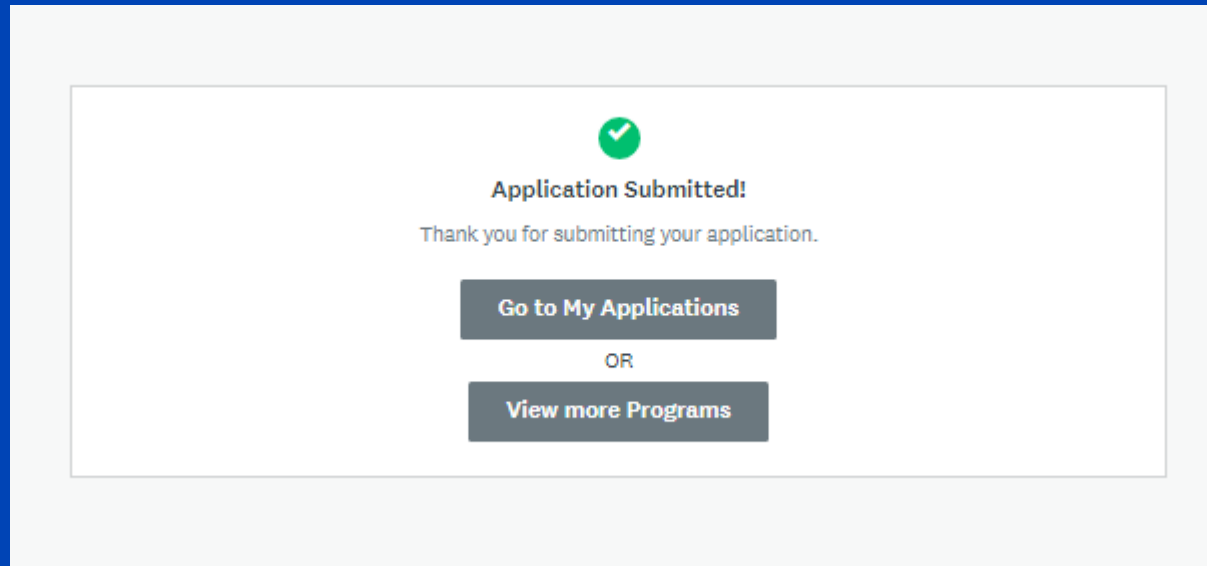 Application Submitted!
Thank you for submitting your application.
Go to My Applications
OR
View more Programs